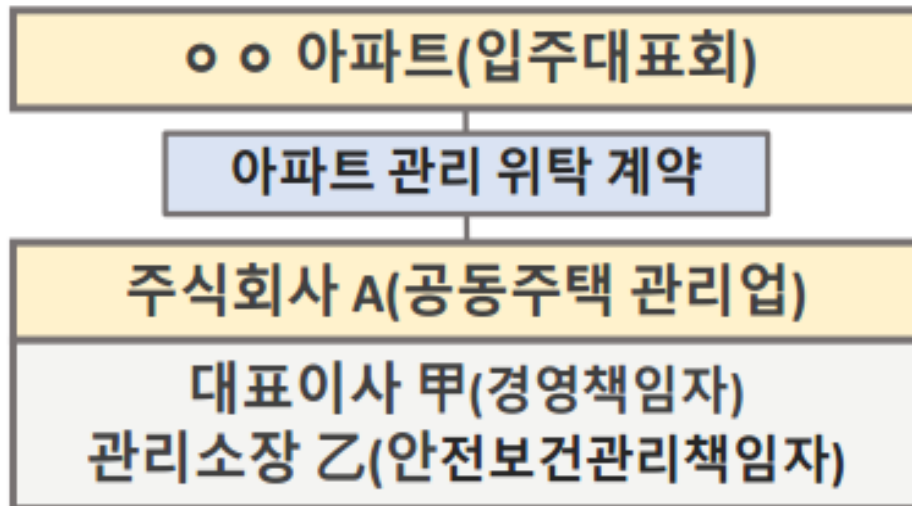 ㅇㅇ 아파트(입주대표회)
아파트 관리 위탁 계약
주식회사 A(공동주택 관리업)
대표이사 甲(경영책임자)
관리소장 乙(안전보건관리책임자)